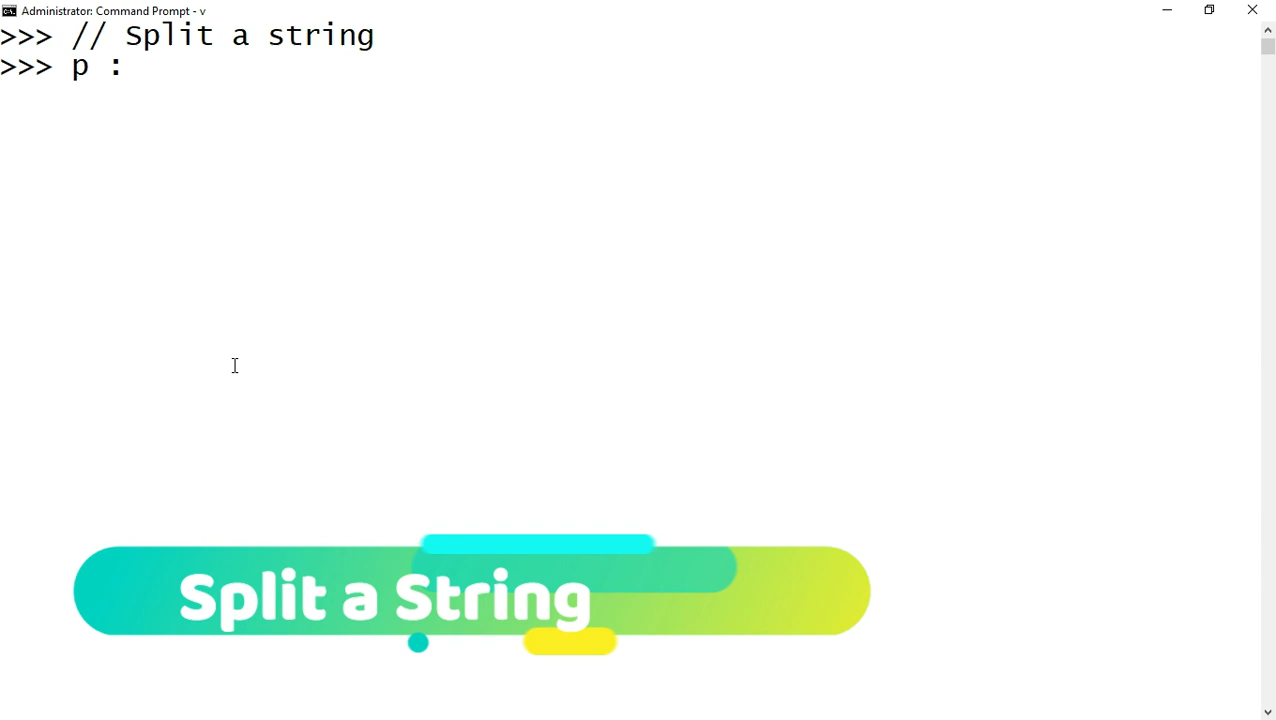 Administrator: Command Prompt - v
>>> // Split a string
>>> p :
Split a String